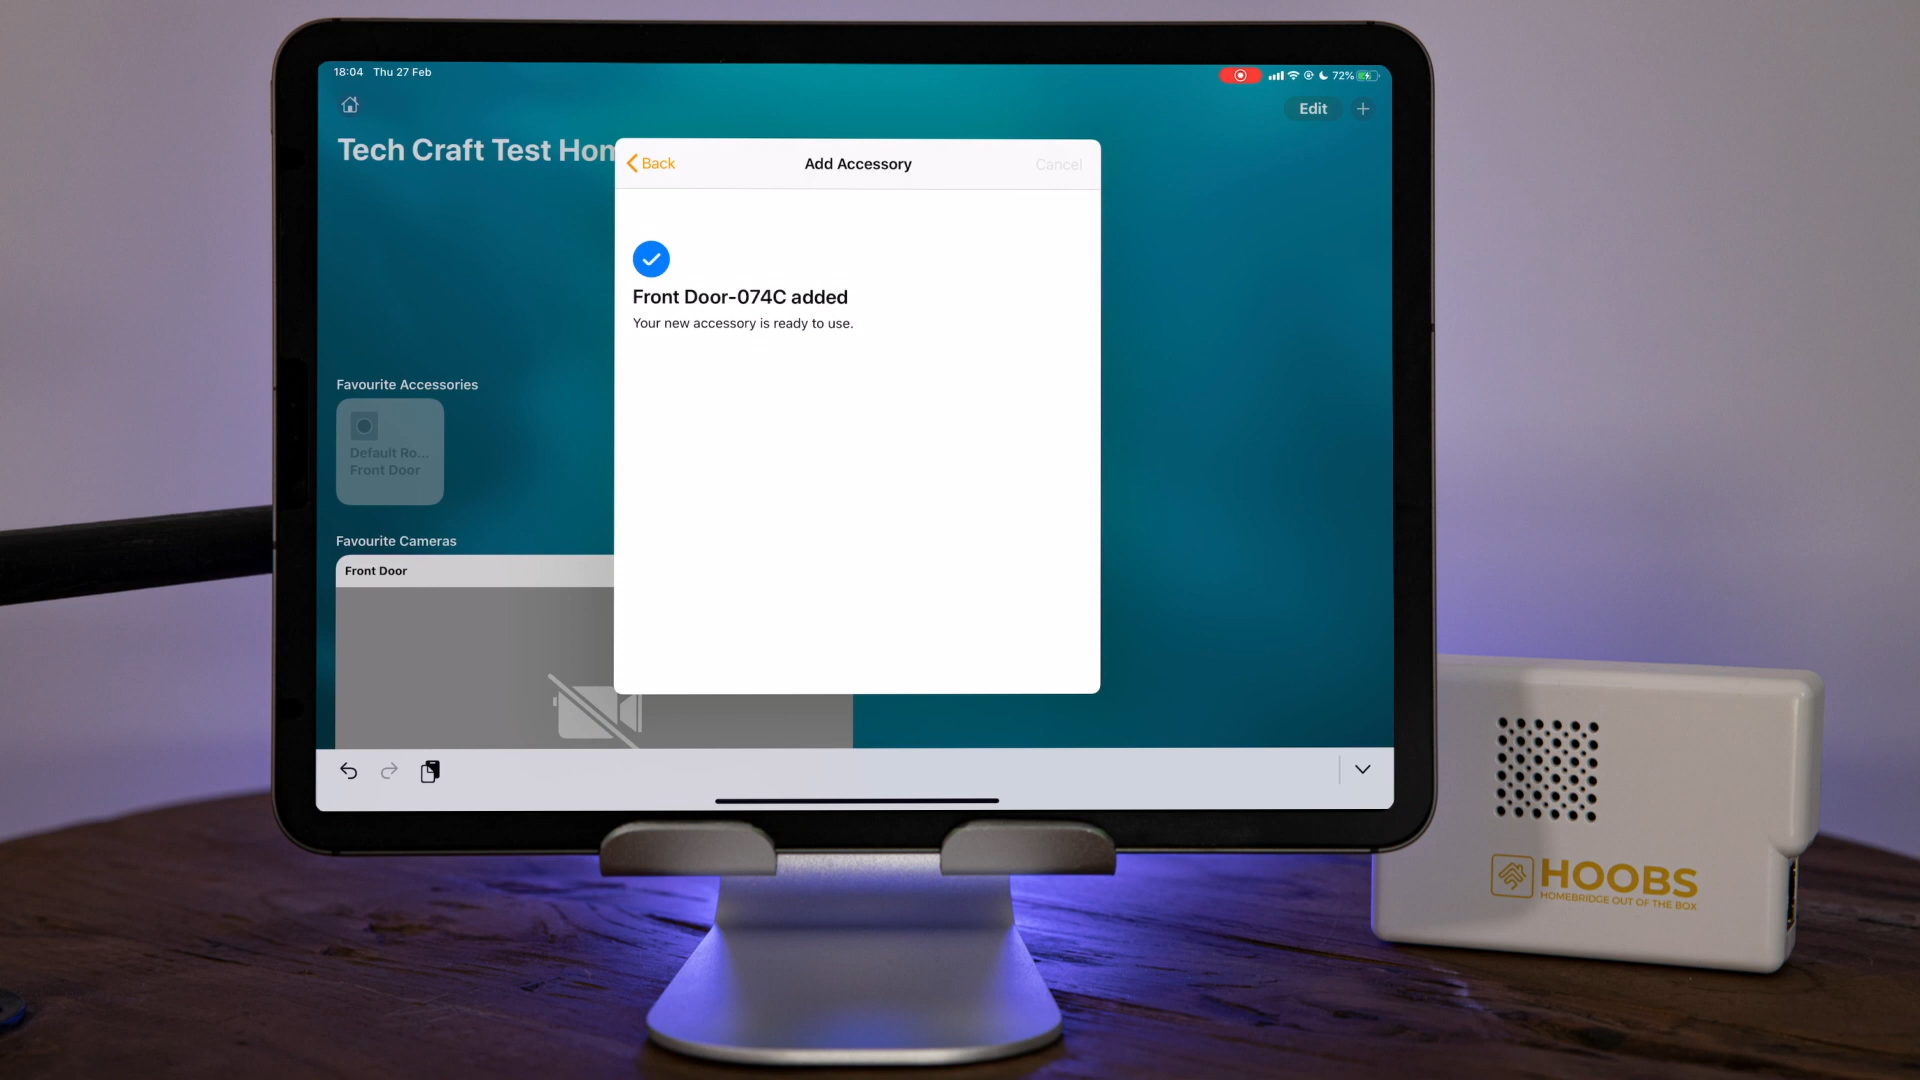 18:04 Thu 27 Feb
72%
Edit
Tech Craft Test Hom
Back
Add Accessory
Cancel
Front Door-074C added
Your new accessory is ready to use.
Favourite Accessories
Default Ro...
Front Door
Favourite Cameras
Front Door
HOOBS
HOMEBRIDGE OUT OF THE BOX